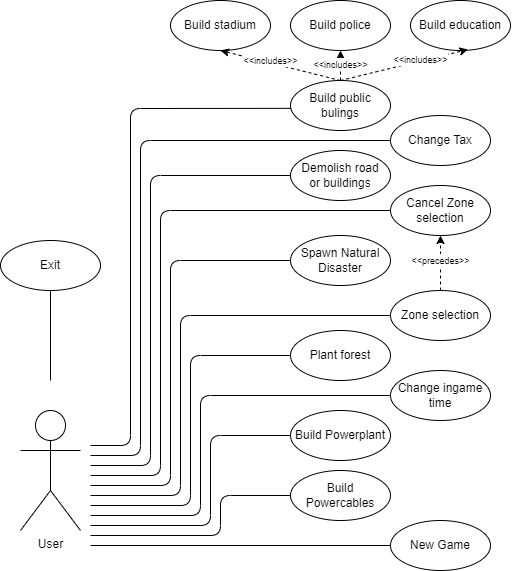 Build stadium
Build police
Build education
<<includes>>
<<includes>>
<<includes>>
Build public
bulings
Change Tax
Demolish road
or buildings
Cancel Zone
selection
Spawn Natural
Disaster
<<precedes>>
Exit
Zone selection
Plant forest
Change ingame
time
Build Powerplant
Build
Powercables
User
New Game